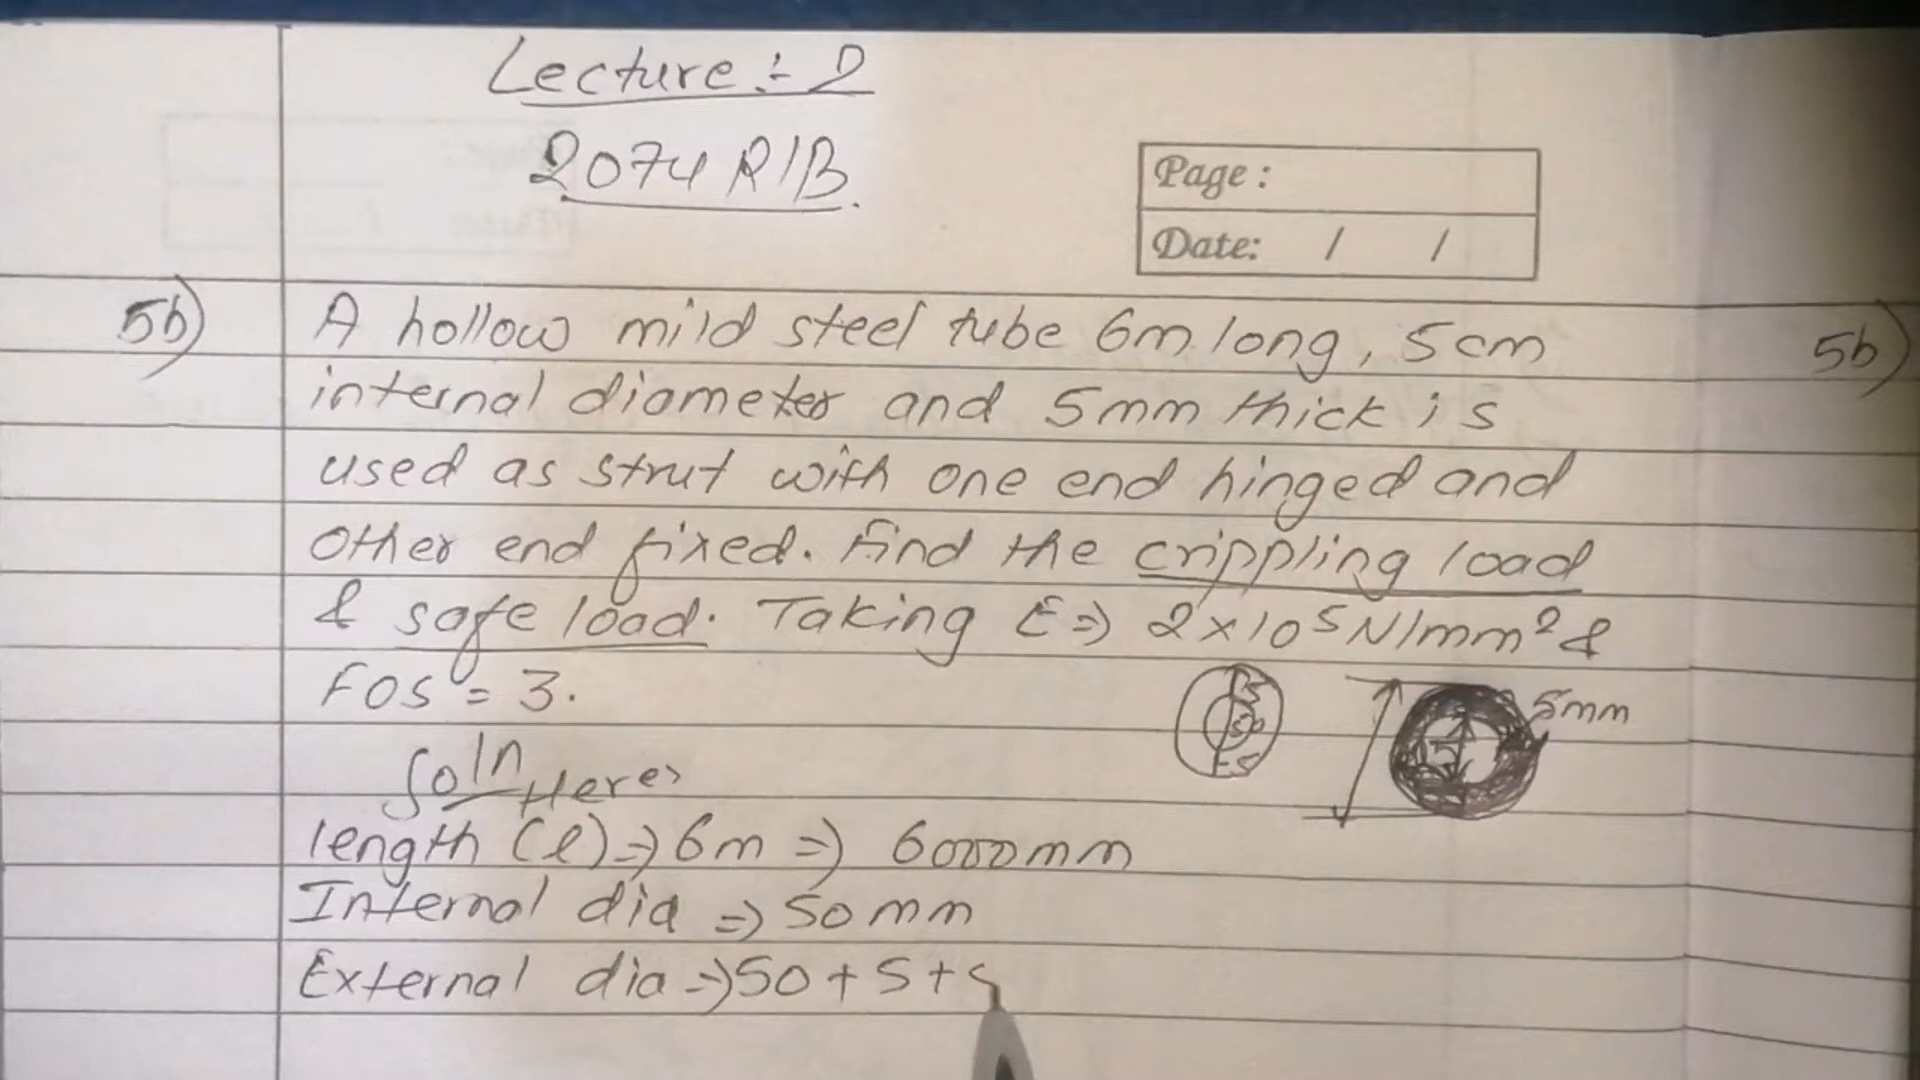 Lecture :- 2
2074 R/B.
Page :
Date: / /
5b) A hollow mild steel tube 6m long, 5cm
internal diameter and 5mm thick is
used as strut with one end hinged and
other end fixed. Find the crippling load
& safe load. Taking E => 2×10⁵N/mm² &
FOS = 3.
5mm
Soln Here,
length (l) => 6m => 6000mm
Internal dia => 50mm
External dia => 50 + 5 + 5
5b)